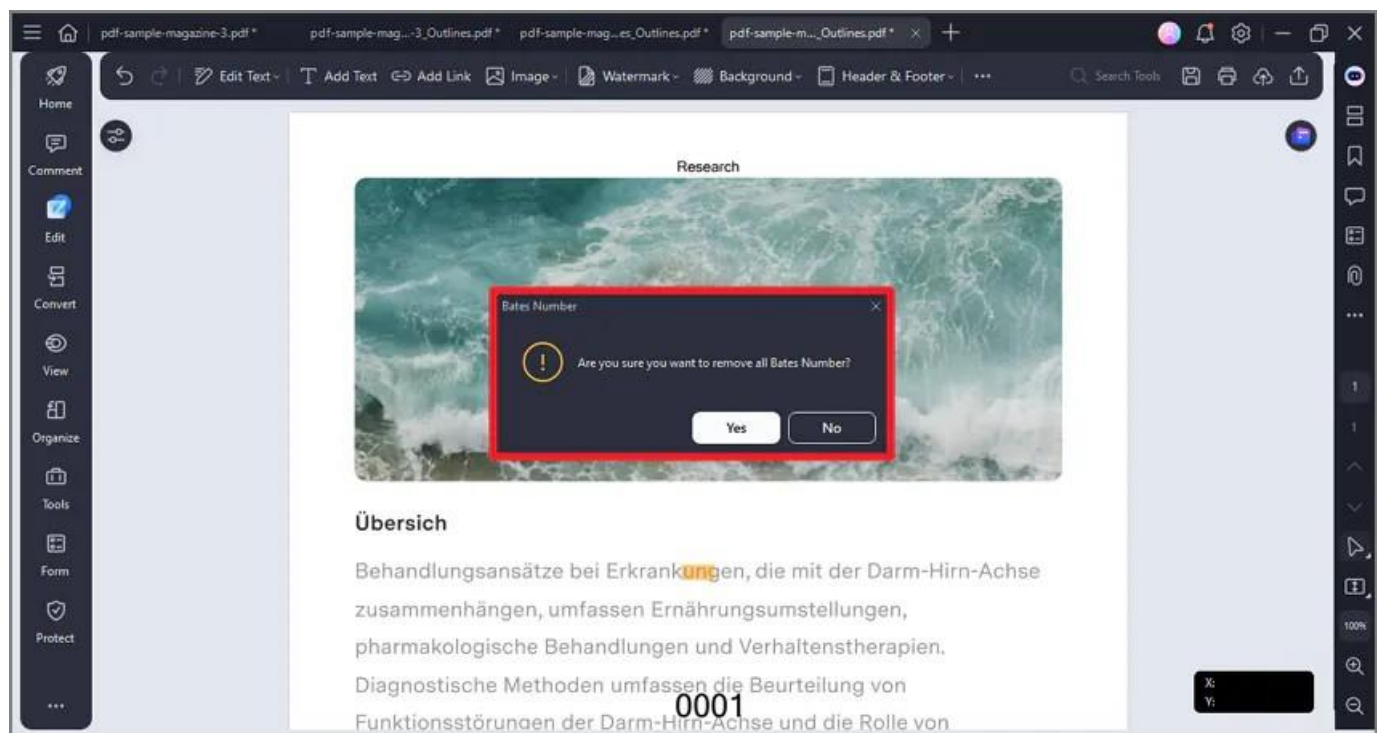 pdf-sample-magazine-3.pdf *
pdf-sample-mag...-3_Outlines.pdf *
pdf-sample-mag...es_Outlines.pdf *
pdf-sample-m..._Outlines.pdf *
Edit Text
Add Text
Add Link
Image
Watermark
Background
Header & Footer
Search Tools
Home
Comment
Edit
Convert
View
Organize
Tools
Form
Protect
Research
Bates Number
Are you sure you want to remove all Bates Number?
Yes
No
Übersich
Behandlungsansätze bei Erkrankungen, die mit der Darm-Hirn-Achse
zusammenhängen, umfassen Ernährungsumstellungen,
pharmakologische Behandlungen und Verhaltenstherapien.
Diagnostische Methoden umfassen die Beurteilung von
0001
Funktionsstörungen der Darm-Hirn-Achse und die Rolle von
1
1
100%
X:
Y: